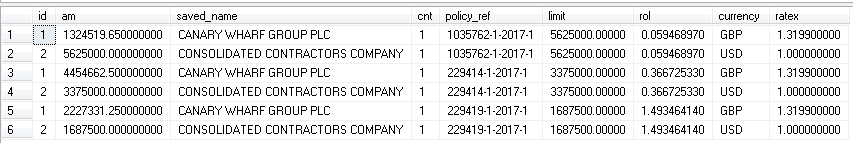 id am saved_name cnt policy_ref limit rol currency ratex
1 1 1324519.650000000 CANARY WHARF GROUP PLC 1 1035762-1-2017-1 5625000.00000 0.059468970 GBP 1.319900000
2 2 5625000.000000000 CONSOLIDATED CONTRACTORS COMPANY 1 1035762-1-2017-1 5625000.00000 0.059468970 USD 1.000000000
3 1 4454662.500000000 CANARY WHARF GROUP PLC 1 229414-1-2017-1 3375000.00000 0.366725330 GBP 1.319900000
4 2 3375000.000000000 CONSOLIDATED CONTRACTORS COMPANY 1 229414-1-2017-1 3375000.00000 0.366725330 USD 1.000000000
5 1 2227331.250000000 CANARY WHARF GROUP PLC 1 229419-1-2017-1 1687500.00000 1.493464140 GBP 1.319900000
6 2 1687500.000000000 CONSOLIDATED CONTRACTORS COMPANY 1 229419-1-2017-1 1687500.00000 1.493464140 USD 1.000000000